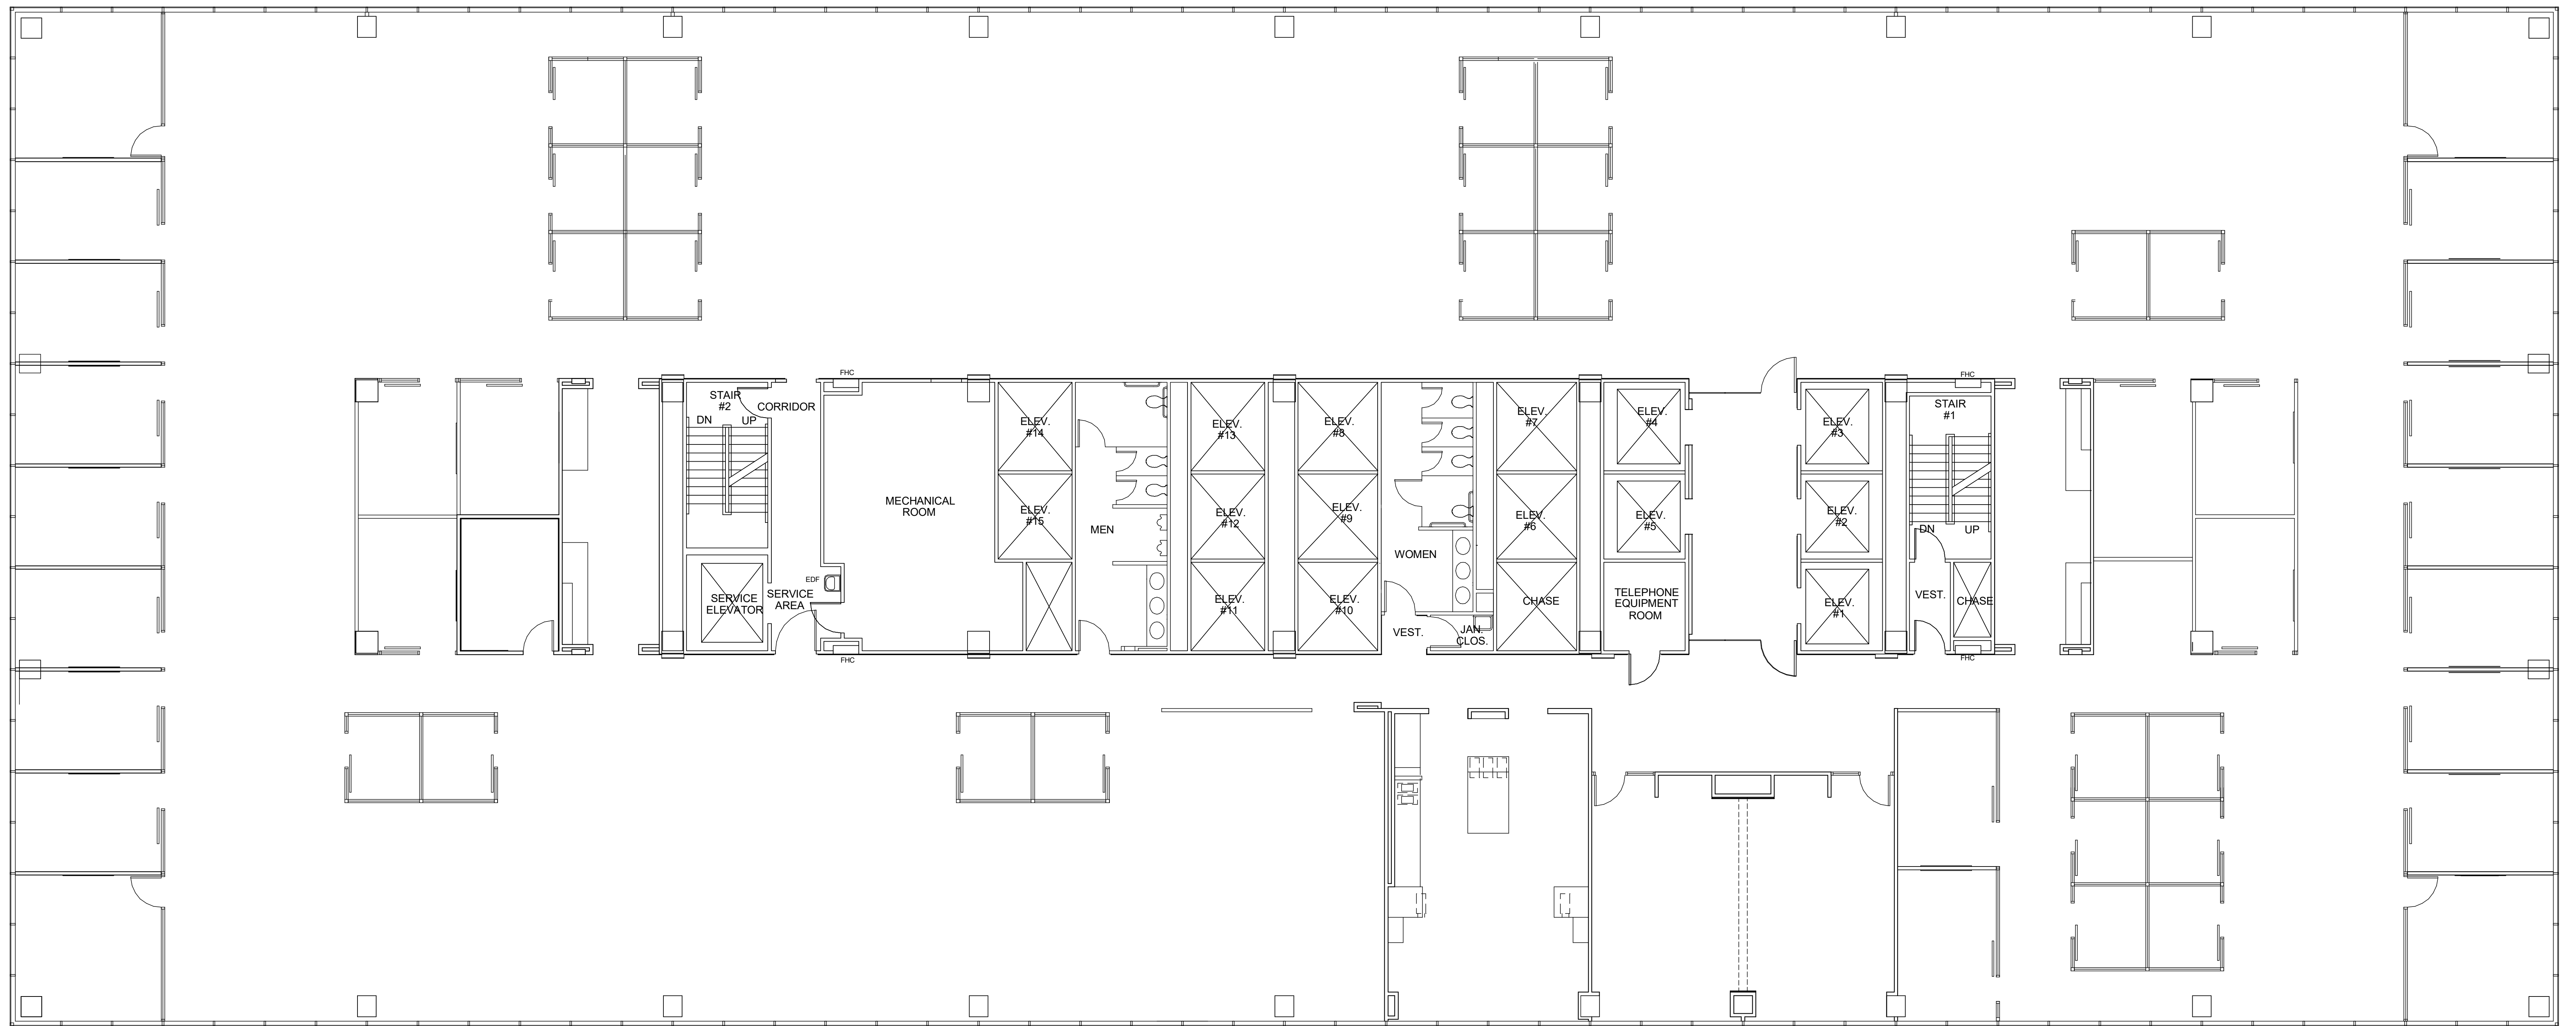 FHC
FHC
STAIR
#2
CORRIDOR
DN
UP
ELEV.
#14
ELEV.
#13
ELEV.
#8
ELEV.
#7
ELEV.
#4
ELEV.
#3
STAIR
#1
MECHANICAL
ROOM
ELEV.
#15
MEN
ELEV.
#12
ELEV.
#9
WOMEN
ELEV.
#6
ELEV.
#5
ELEV.
#2
DN
UP
EDF
SERVICE
ELEVATOR
SERVICE
AREA
ELEV.
#11
ELEV.
#10
VEST.
JAN.
CLOS.
CHASE
TELEPHONE
EQUIPMENT
ROOM
ELEV.
#1
VEST.
CHASE
FHC
FHC